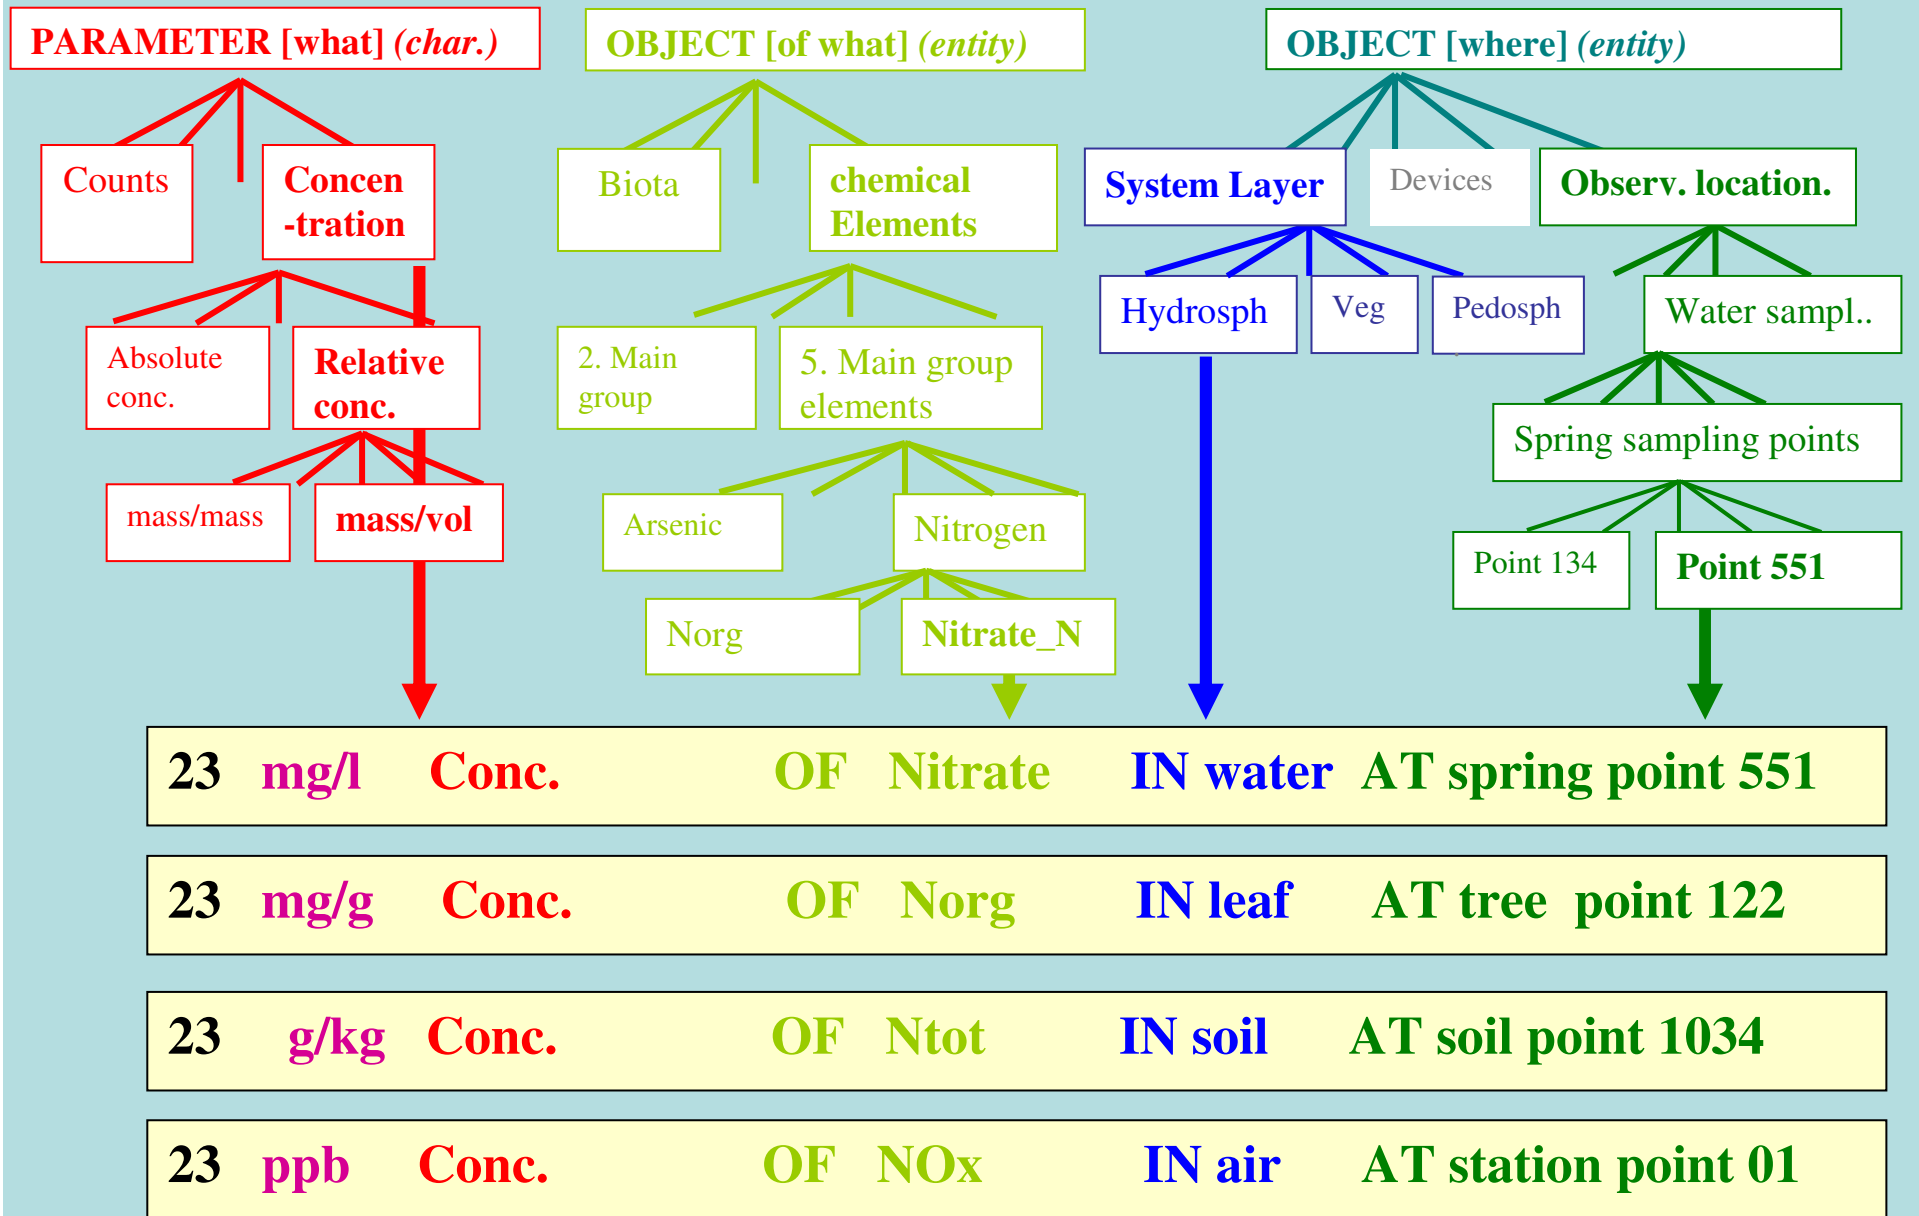 PARAMETER [what] (char.)
OBJECT [of what] (entity)
OBJECT [where] (entity)
Counts
Concen
-tration
Biota
chemical
Elements
System Layer
Devices
Observ. location.
Hydrosph
Veg
Pedosph
Water sampl..
Absolute
conc.
Relative
conc.
2. Main
group
5. Main group
elements
Spring sampling points
mass/mass
mass/vol
Arsenic
Nitrogen
Point 134
Point 551
Norg
Nitrate_N
23 mg/l Conc. OF Nitrate IN water AT spring point 551
23 mg/g Conc. OF Norg IN leaf AT tree point 122
23 g/kg Conc. OF Ntot IN soil AT soil point 1034
23 ppb Conc. OF NOx IN air AT station point 01